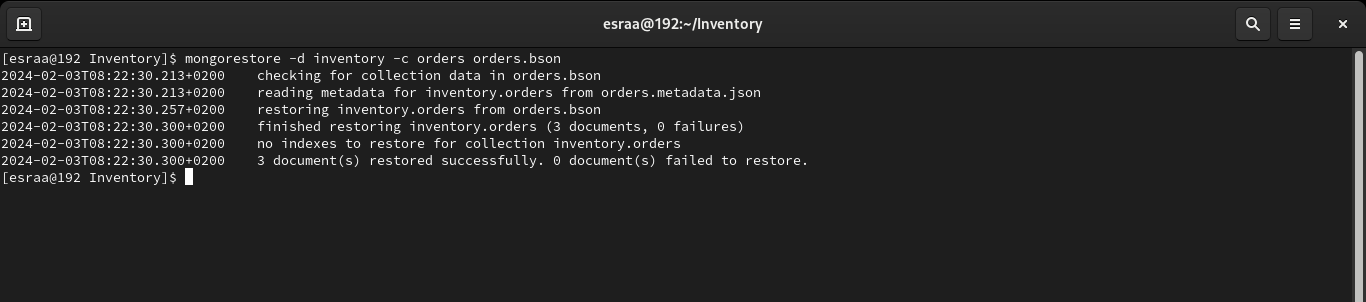 esraa@192:~/Inventory
[esraa@192 Inventory]$ mongorestore -d inventory -c orders orders.bson
2024-02-03T08:22:30.213+0200    checking for collection data in orders.bson
2024-02-03T08:22:30.213+0200    reading metadata for inventory.orders from orders.metadata.json
2024-02-03T08:22:30.257+0200    restoring inventory.orders from orders.bson
2024-02-03T08:22:30.300+0200    finished restoring inventory.orders (3 documents, 0 failures)
2024-02-03T08:22:30.300+0200    no indexes to restore for collection inventory.orders
2024-02-03T08:22:30.300+0200    3 document(s) restored successfully. 0 document(s) failed to restore.
[esraa@192 Inventory]$